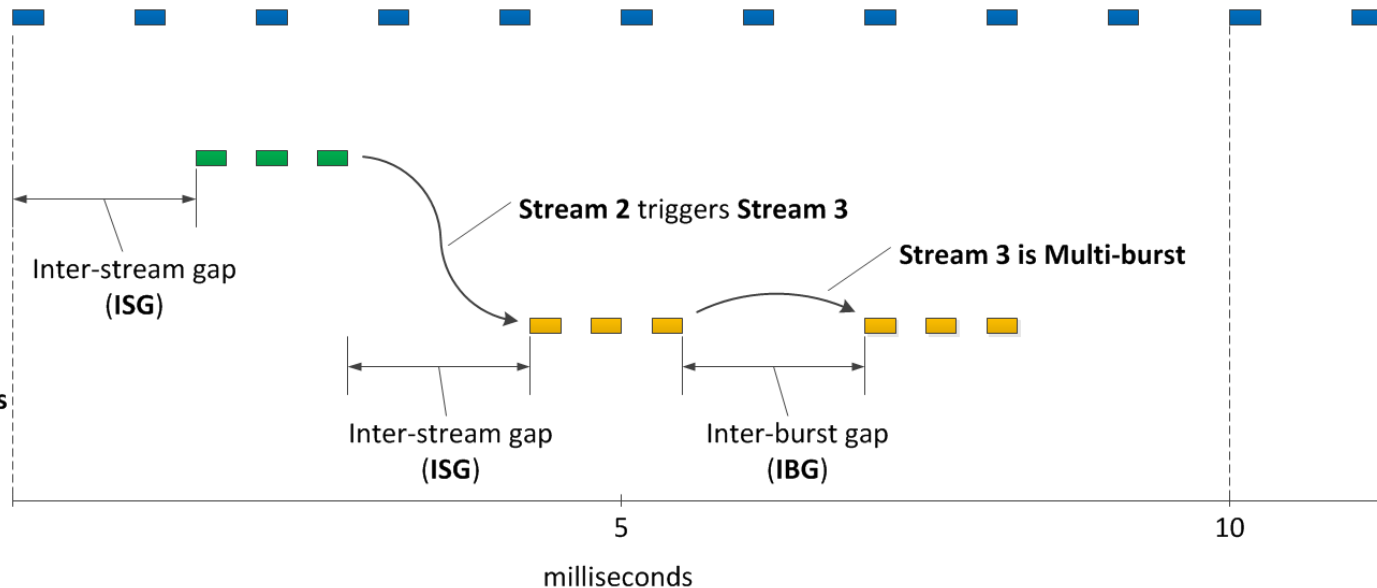 Stream 2 triggers Stream 3
Stream 3 is Multi-burst
Inter-stream gap
(ISG)
s
Inter-stream gap
(ISG)
Inter-burst gap
(IBG)
5
10
milliseconds